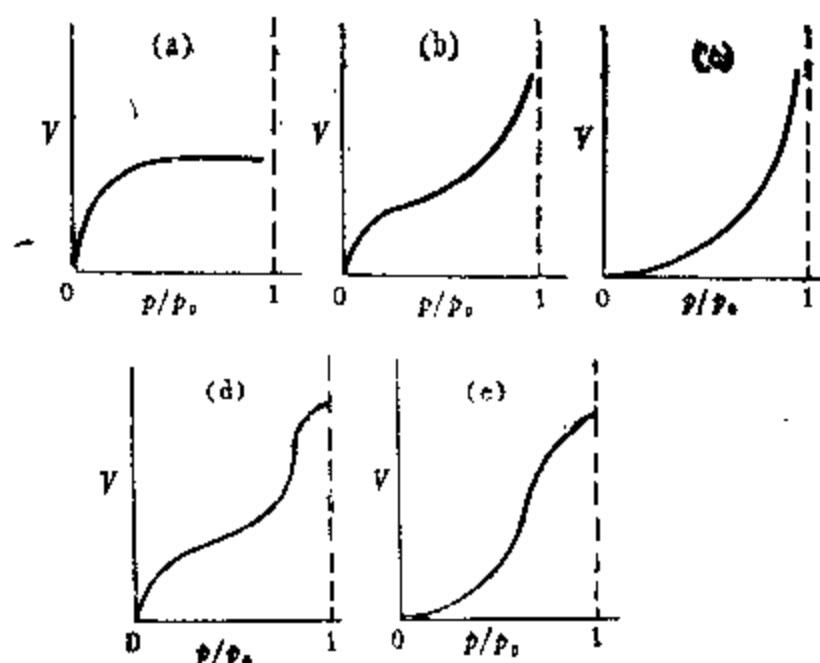 (a) (b)
V V V
0 1 0 1 0 1
p/p₀ p/p₀ p/p₀
(d) (e)
V V
0 1 0 1
p/p₀ p/p₀